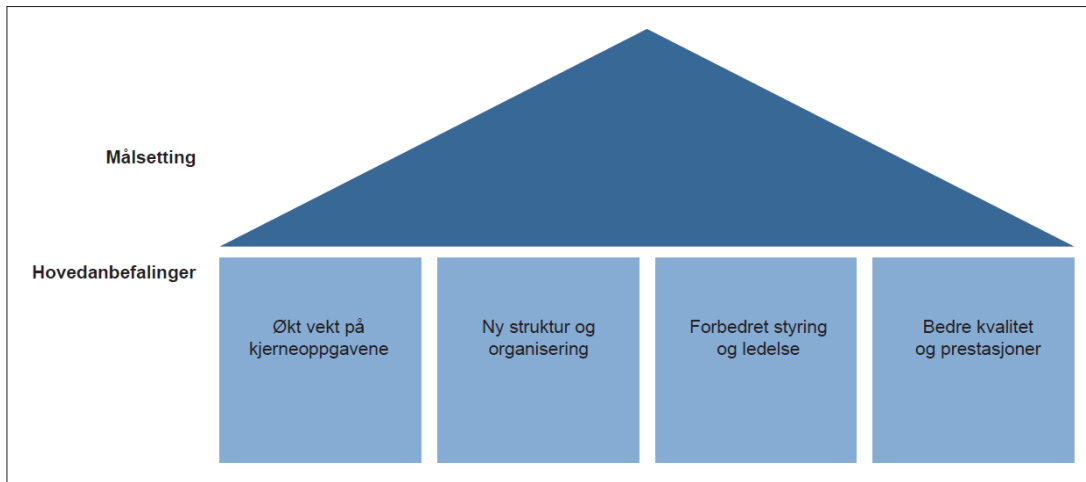 Målsetting
Hovedanbefalinger
Økt vekt på
kjerneoppgavene
Ny struktur og
organisering
Forbedret styring
og ledelse
Bedre kvalitet
og prestasjoner